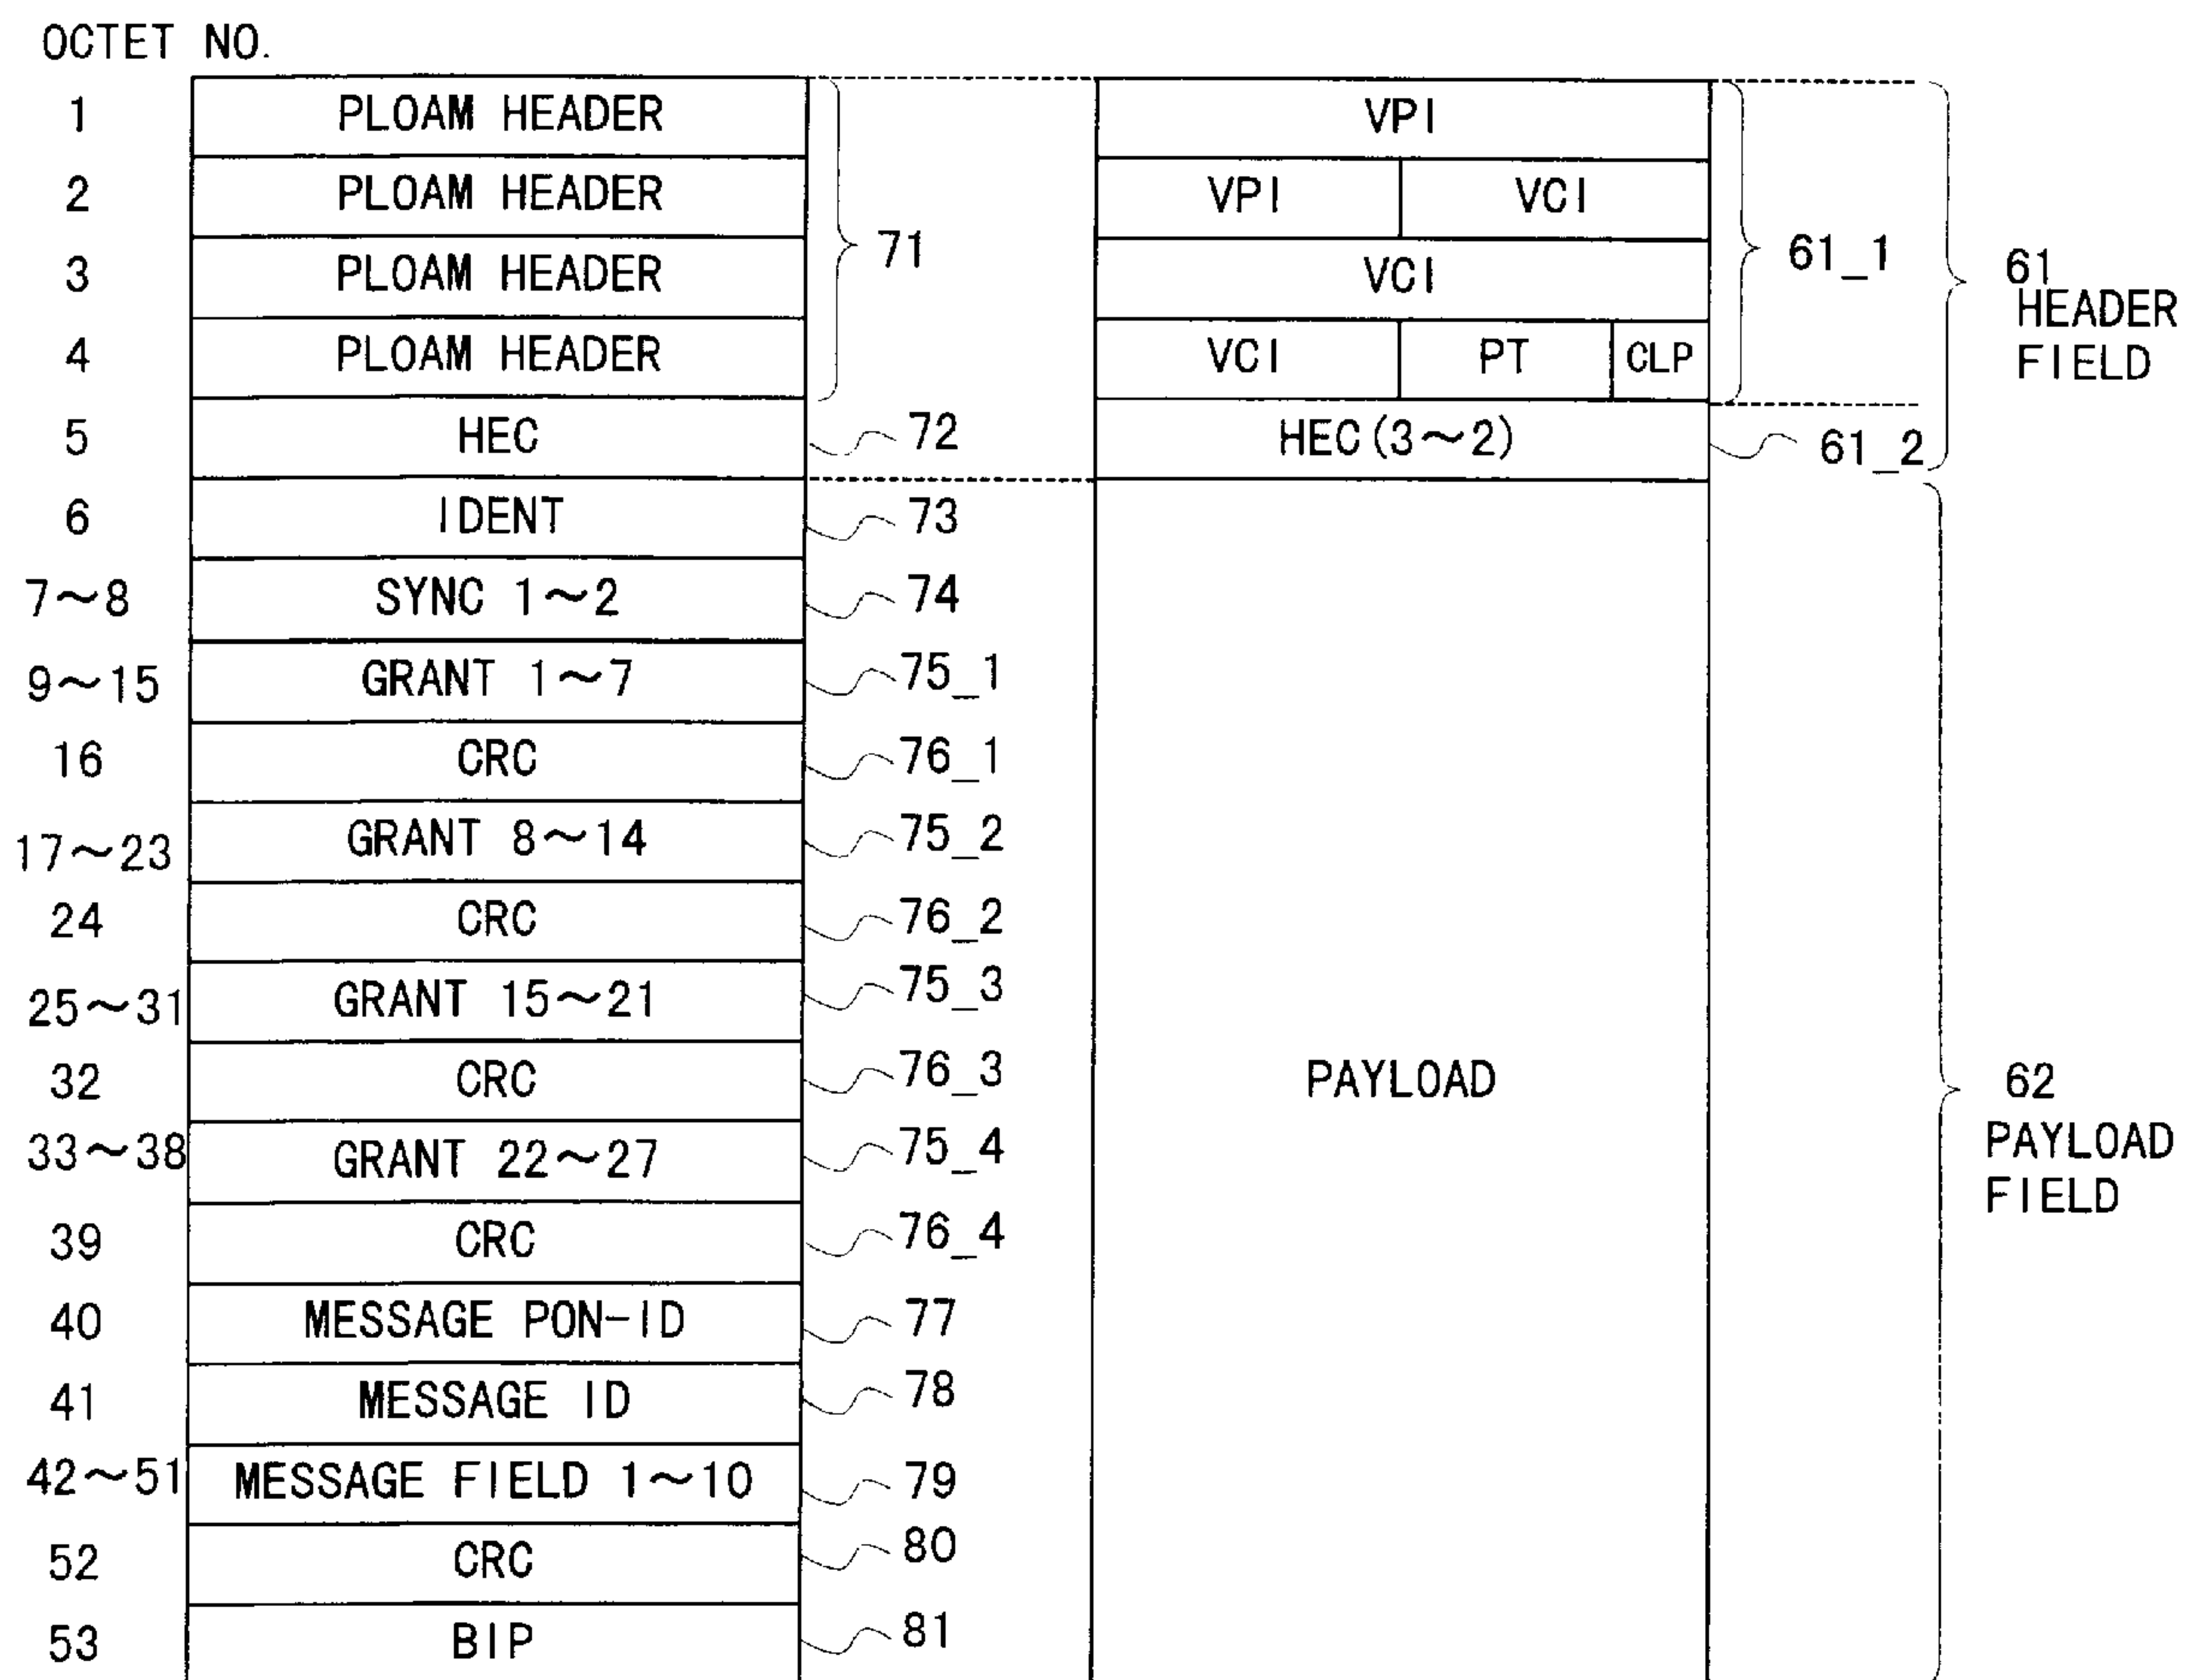 OCTET NO.
1 PLOAM HEADER VPI
2 PLOAM HEADER VPI VCI
71 61_1
3 PLOAM HEADER VCI
61
HEADER
FIELD
4 PLOAM HEADER VCI PT CLP
5 HEC 72 HEC(3~2) 61_2
6 IDENT 73
7~8 SYNC 1~2 74
9~15 GRANT 1~7 75_1
16 CRC 76_1
17~23 GRANT 8~14 75_2
24 CRC 76_2
25~31 GRANT 15~21 75_3
32 CRC 76_3 PAYLOAD
62
PAYLOAD
FIELD
33~38 GRANT 22~27 75_4
39 CRC 76_4
40 MESSAGE PON-ID 77
41 MESSAGE ID 78
42~51 MESSAGE FIELD 1~10 79
52 CRC 80
53 BIP 81